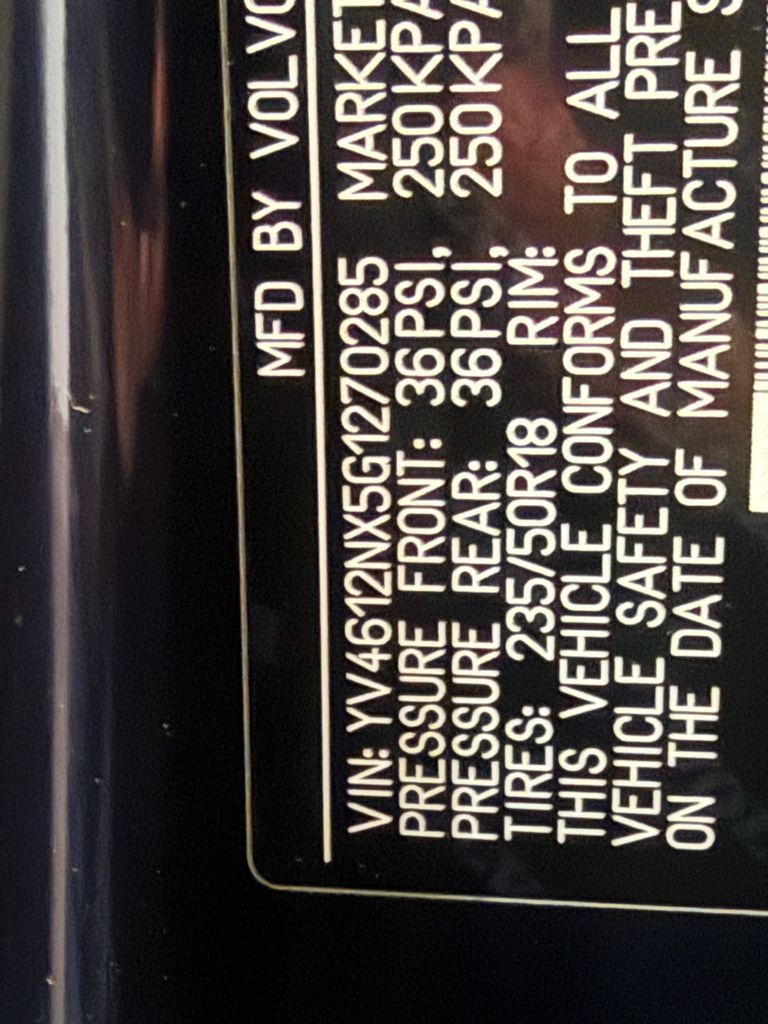 MFD BY VOLVO
VIN: YV4612NX5G1270285 MARKET
PRESSURE FRONT: 36PSI, 250KPA
PRESSURE REAR: 36PSI, 250KPA
TIRES: 235/50R18 RIM:
THIS VEHICLE CONFORMS TO ALL
VEHICLE SAFETY AND THEFT PRE
ON THE DATE OF MANUFACTURE S